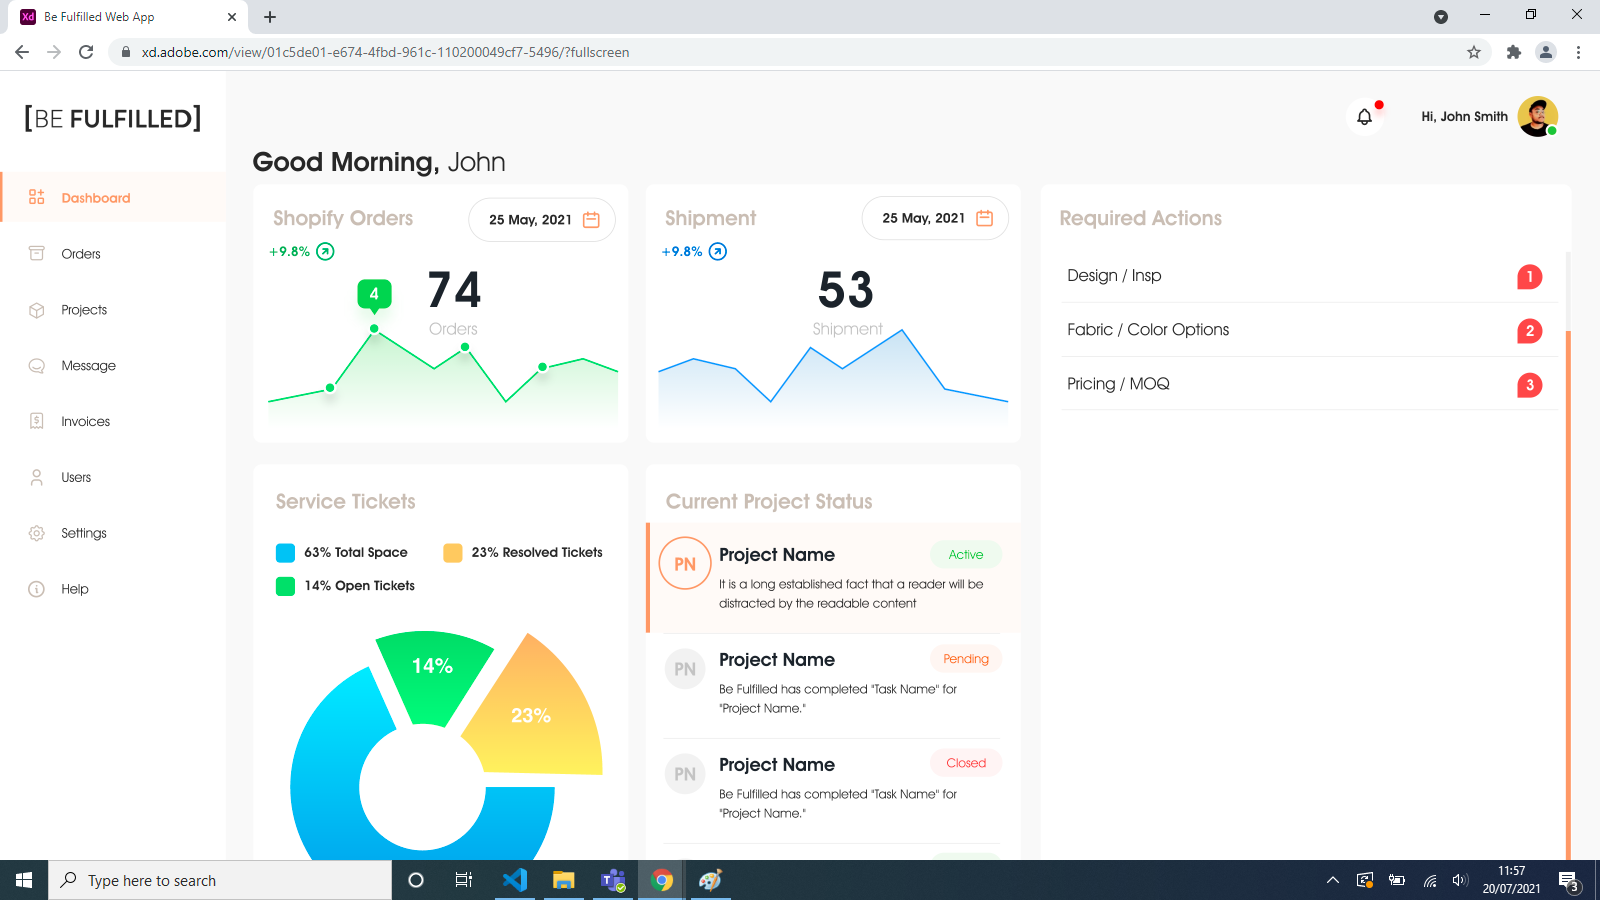 Be Fulfilled Web App
xd.adobe.com/view/01c5de01-e674-4fbd-961c-110200049cf7-5496/?fullscreen
[BE FULFILLED]
Hi, John Smith
Good Morning, John
Dashboard
Orders
Projects
Message
Invoices
Users
Settings
Help
Shopify Orders
25 May, 2021
+9.8%
4
74
Orders
Shipment
25 May, 2021
+9.8%
53
Shipment
Required Actions
Design / Insp
1
Fabric / Color Options
2
Pricing / MOQ
3
Service Tickets
63% Total Space
23% Resolved Tickets
14% Open Tickets
14%
23%
Current Project Status
PN
Project Name
Active
It is a long established fact that a reader will be
distracted by the readable content
PN
Project Name
Pending
Be Fulfilled has completed "Task Name" for
"Project Name."
PN
Project Name
Closed
Be Fulfilled has completed "Task Name" for
"Project Name."
Type here to search
11:57
20/07/2021
3